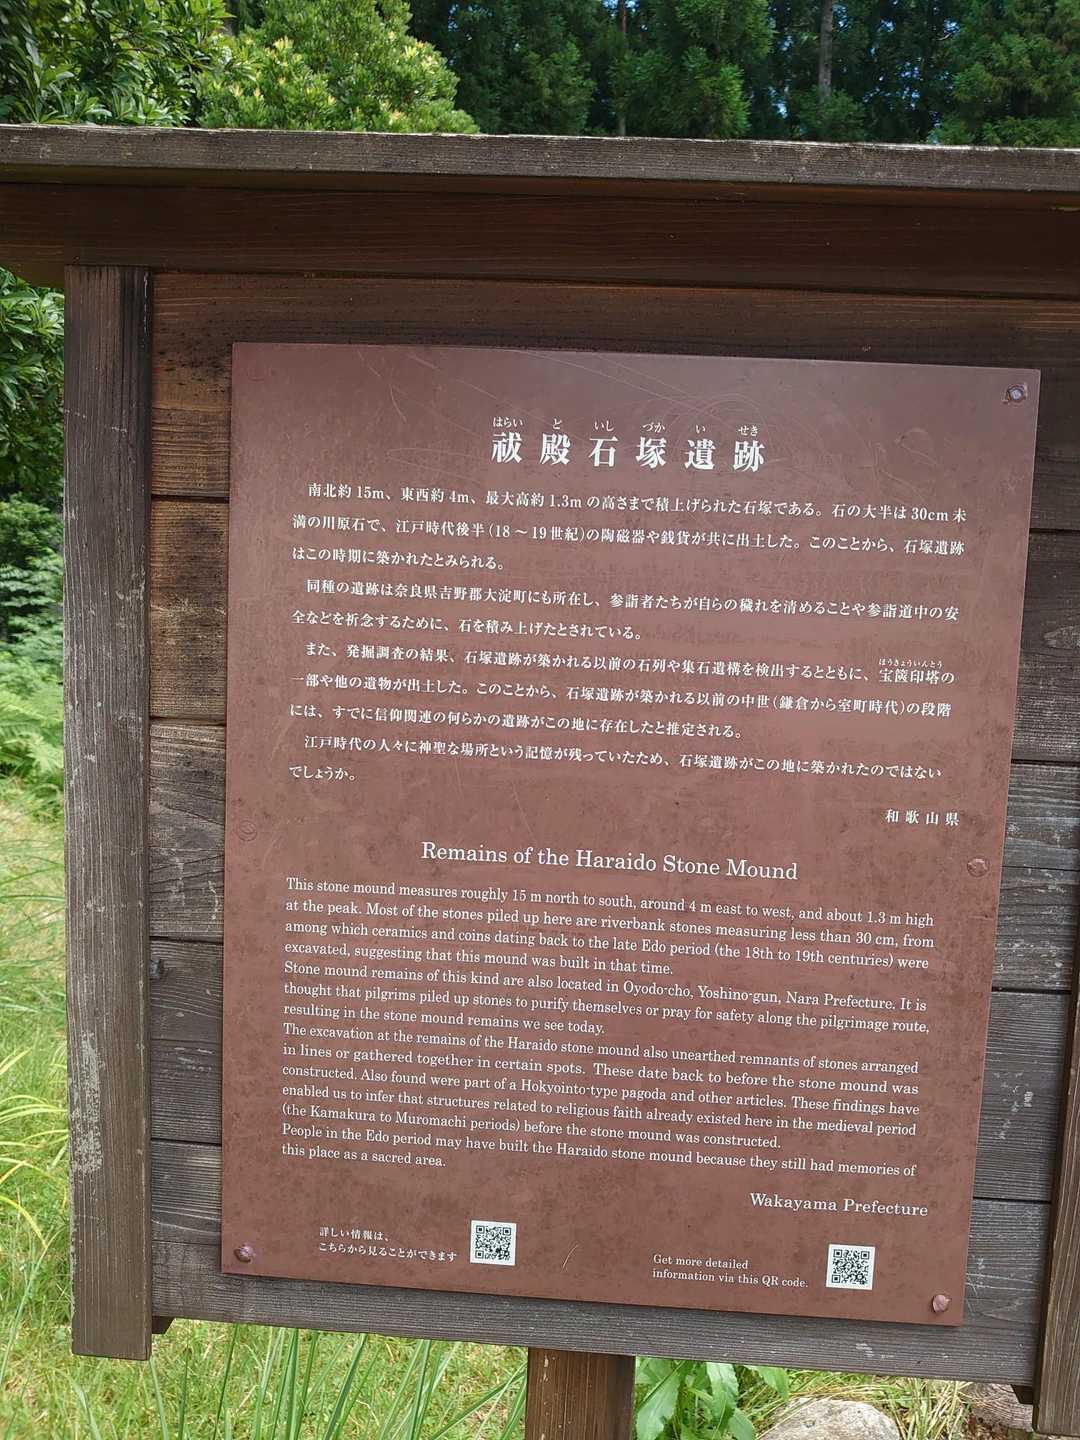 はらい ど いし づか い せき
祓殿石塚遺跡
南北約15m、東西約4m、最大高約1.3mの高さまで積上げられた石塚である。石の大半は30cm未
満の川原石で、江戸時代後半(18～19世紀)の陶磁器や銭貨が共に出土した。このことから、石塚遺跡
はこの時期に築かれたとみられる。
同種の遺跡は奈良県吉野郡大淀町にも所在し、参詣者たちが自らの穢れを清めることや参詣道中の安
全などを祈念するために、石を積み上げたとされている。
また、発掘調査の結果、石塚遺跡が築かれる以前の石列や集石遺構を検出するとともに、宝篋印塔の
ほうきょういんとう
一部や他の遺物が出土した。このことから、石塚遺跡が築かれる以前の中世(鎌倉から室町時代)の段階
には、すでに信仰関連の何らかの遺跡がこの地に存在したと推定される。
江戸時代の人々に神聖な場所という記憶が残っていたため、石塚遺跡がこの地に築かれたのではない
でしょうか。
和歌山県
Remains of the Haraido Stone Mound
This stone mound measures roughly 15 m north to south, around 4 m east to west, and about 1.3 m high
at the peak. Most of the stones piled up here are riverbank stones measuring less than 30 cm, from
among which ceramics and coins dating back to the late Edo period (the 18th to 19th centuries) were
excavated, suggesting that this mound was built in that time.
Stone mound remains of this kind are also located in Oyodo-cho, Yoshino-gun, Nara Prefecture. It is
thought that pilgrims piled up stones to purify themselves or pray for safety along the pilgrimage route,
resulting in the stone mound remains we see today.
The excavation at the remains of the Haraido stone mound also unearthed remnants of stones arranged
in lines or gathered together in certain spots. These date back to before the stone mound was
constructed. Also found were part of a Hokyointo-type pagoda and other articles. These findings have
enabled us to infer that structures related to religious faith already existed here in the medieval period
(the Kamakura to Muromachi periods) before the stone mound was constructed.
People in the Edo period may have built the Haraido stone mound because they still had memories of
this place as a sacred area.
Wakayama Prefecture
詳しい情報は、
こちらから見ることができます
Get more detailed
information via this QR code.